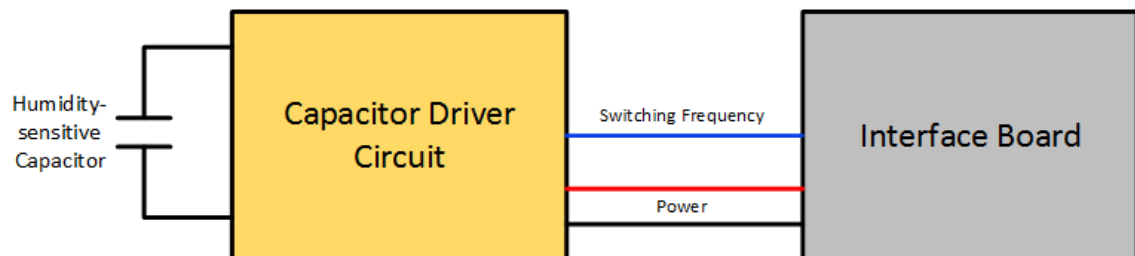 Humidity-
sensitive
Capacitor
Capacitor Driver
Circuit
Switching Frequency
Power
Interface Board